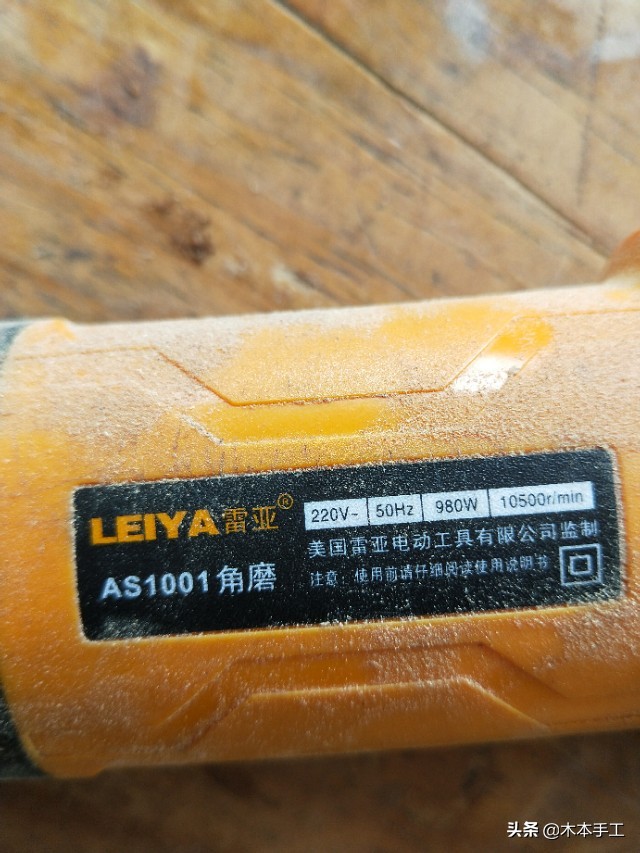 LEIYA雷亚® 220V~ 50Hz 980W 10500r/min
美国雷亚电动工具有限公司监制
AS1001角磨 注意：使用前请仔细阅读使用说明书
头条 @木本手工